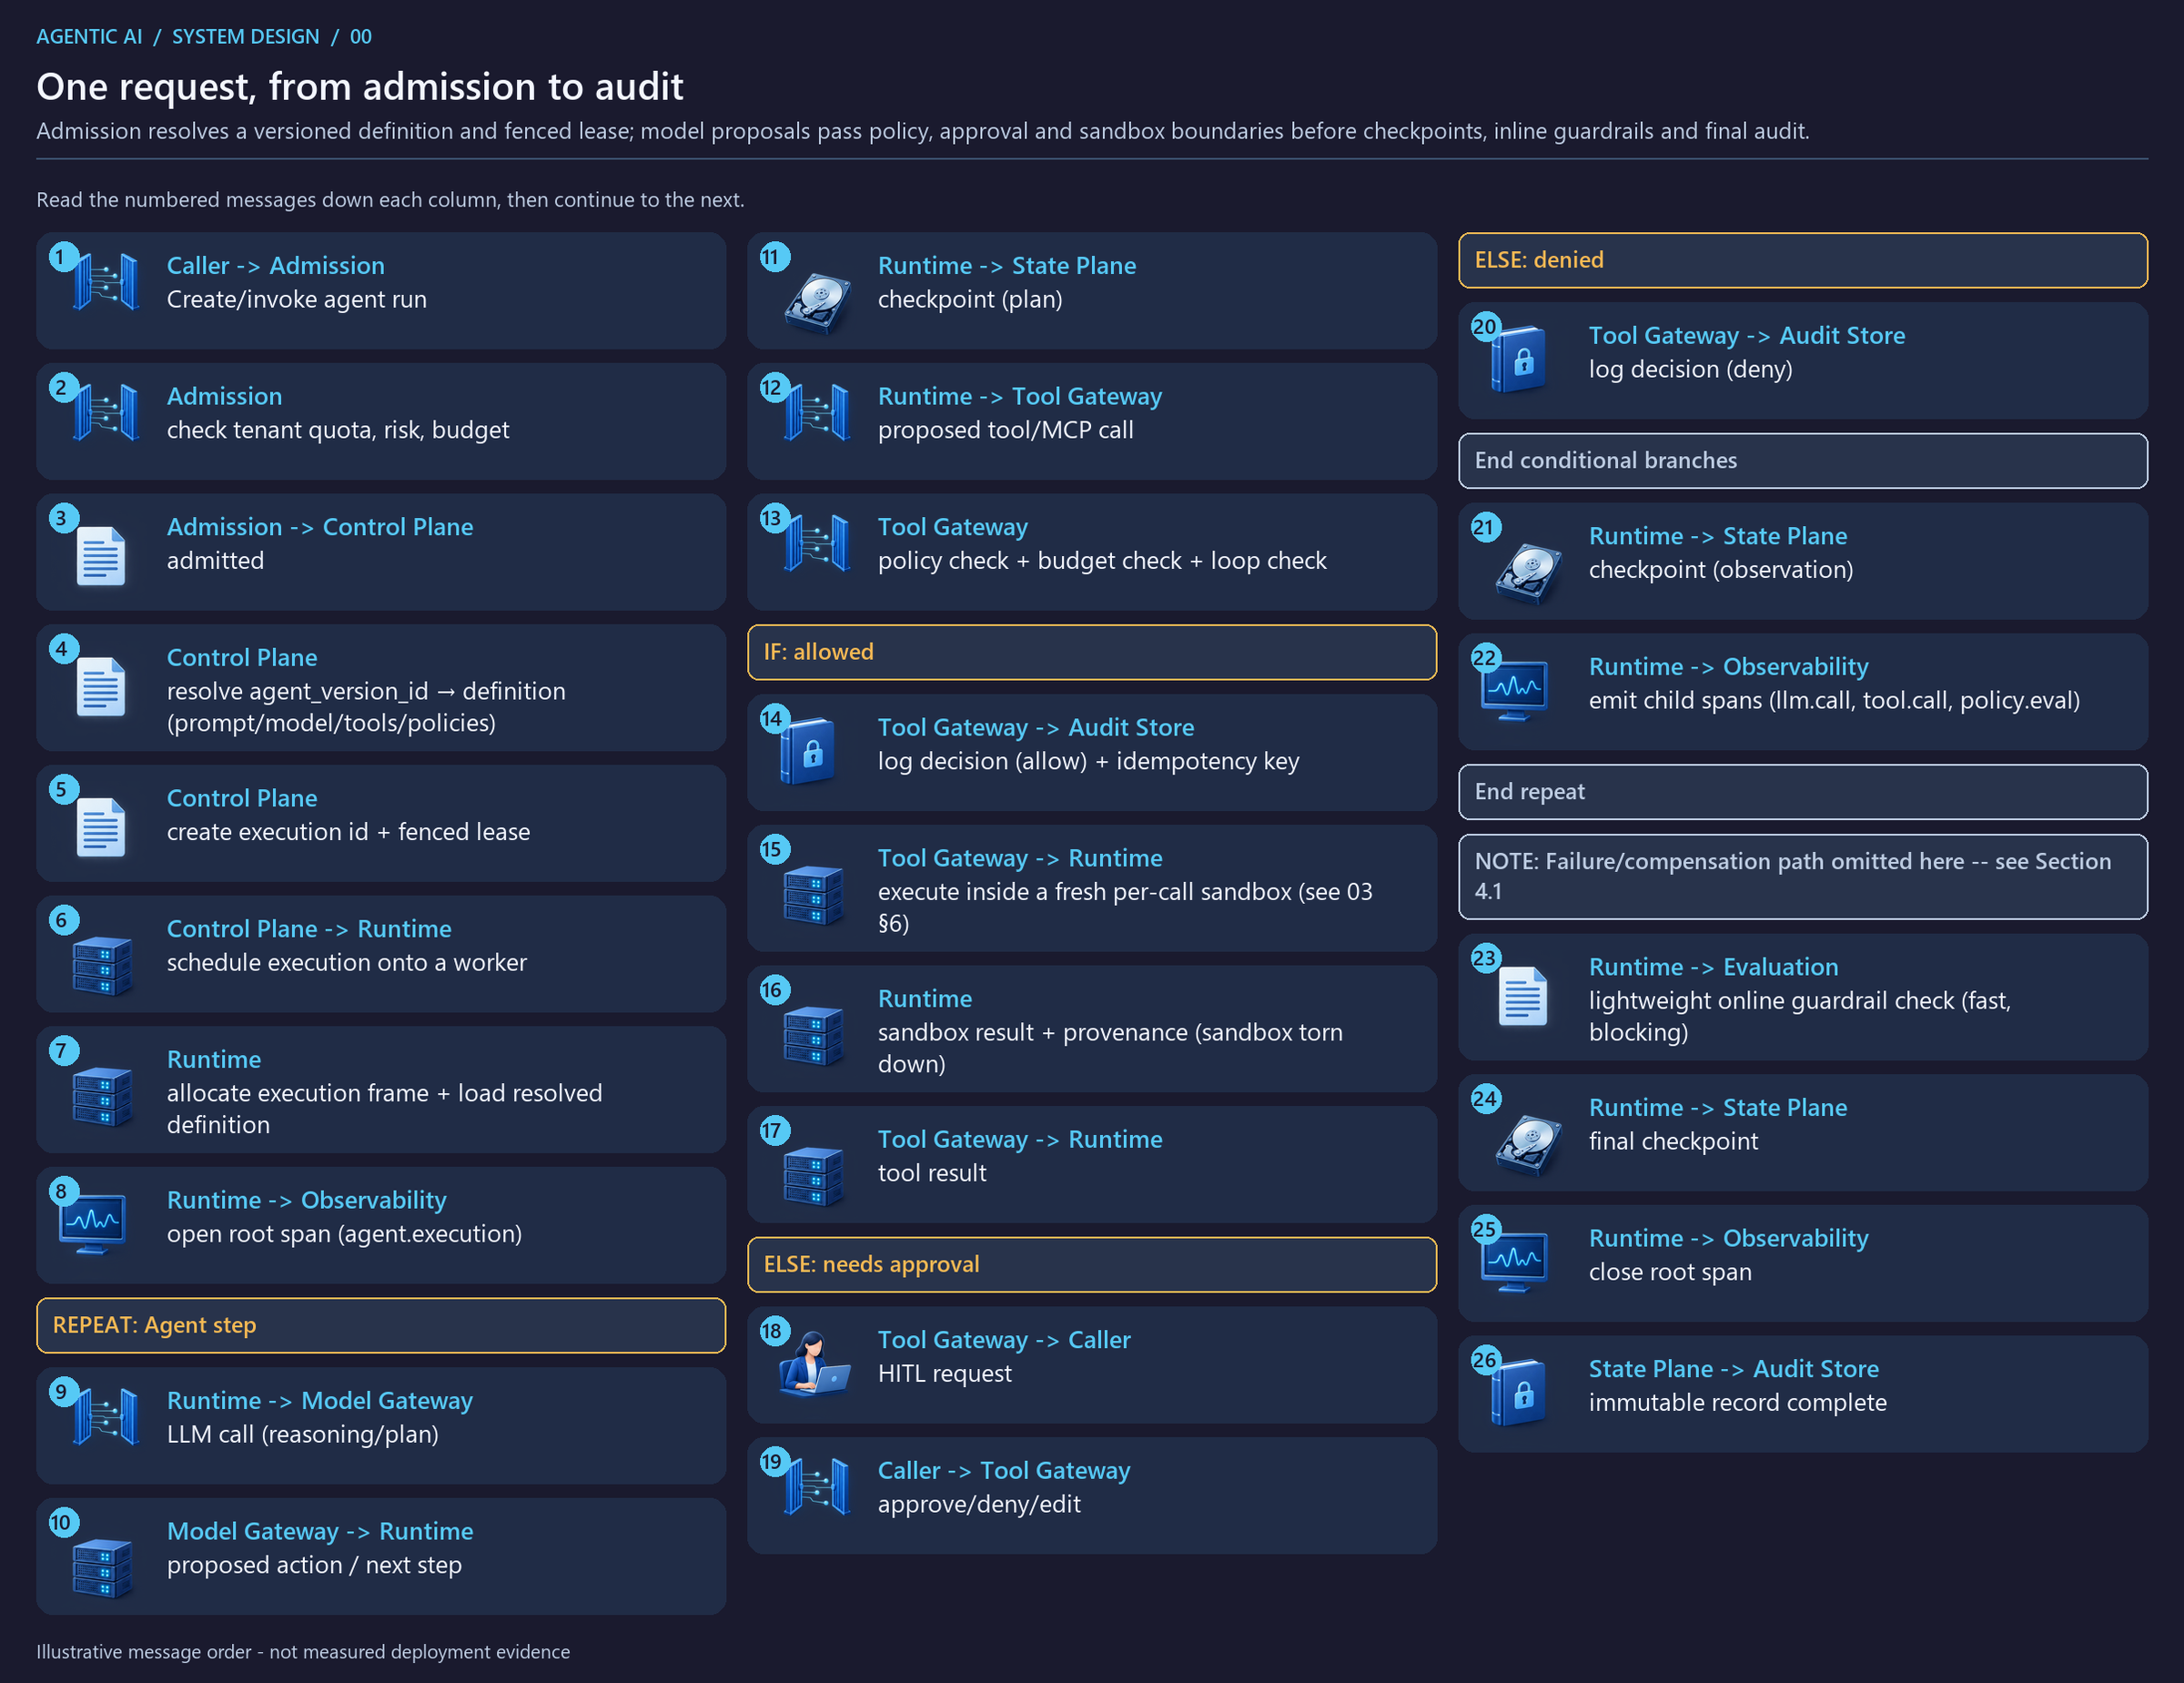 AGENTIC AI / SYSTEM DESIGN / 00
One request, from admission to audit
Admission resolves a versioned definition and fenced lease; model proposals pass policy, approval and sandbox boundaries before checkpoints, inline guardrails and final audit.
Read the numbered messages down each column, then continue to the next.
1
Caller -> Admission
Create/invoke agent run
2
Admission
check tenant quota, risk, budget
3
Admission -> Control Plane
admitted
4
Control Plane
resolve agent_version_id → definition
(prompt/model/tools/policies)
5
Control Plane
create execution id + fenced lease
6
Control Plane -> Runtime
schedule execution onto a worker
7
Runtime
allocate execution frame + load resolved
definition
8
Runtime -> Observability
open root span (agent.execution)
REPEAT: Agent step
9
Runtime -> Model Gateway
LLM call (reasoning/plan)
10
Model Gateway -> Runtime
proposed action / next step
11
Runtime -> State Plane
checkpoint (plan)
12
Runtime -> Tool Gateway
proposed tool/MCP call
13
Tool Gateway
policy check + budget check + loop check
IF: allowed
14
Tool Gateway -> Audit Store
log decision (allow) + idempotency key
15
Tool Gateway -> Runtime
execute inside a fresh per-call sandbox (see 03
§6)
16
Runtime
sandbox result + provenance (sandbox torn
down)
17
Tool Gateway -> Runtime
tool result
ELSE: needs approval
18
Tool Gateway -> Caller
HITL request
19
Caller -> Tool Gateway
approve/deny/edit
ELSE: denied
20
Tool Gateway -> Audit Store
log decision (deny)
End conditional branches
21
Runtime -> State Plane
checkpoint (observation)
22
Runtime -> Observability
emit child spans (llm.call, tool.call, policy.eval)
End repeat
NOTE: Failure/compensation path omitted here -- see Section
4.1
23
Runtime -> Evaluation
lightweight online guardrail check (fast,
blocking)
24
Runtime -> State Plane
final checkpoint
25
Runtime -> Observability
close root span
26
State Plane -> Audit Store
immutable record complete
Illustrative message order - not measured deployment evidence